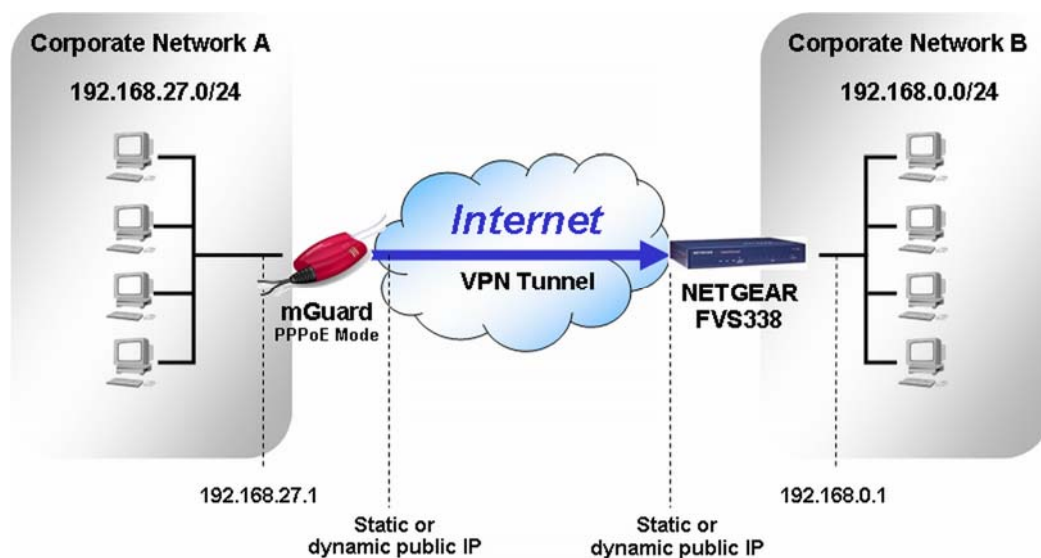 Corporate Network A
192.168.27.0/24
Corporate Network B
192.168.0.0/24
Internet
VPN Tunnel
mGuard
PPPoE Mode
NETGEAR
NETGEAR
FVS338
192.168.27.1
Static or
dynamic public IP
Static or
dynamic public IP
192.168.0.1